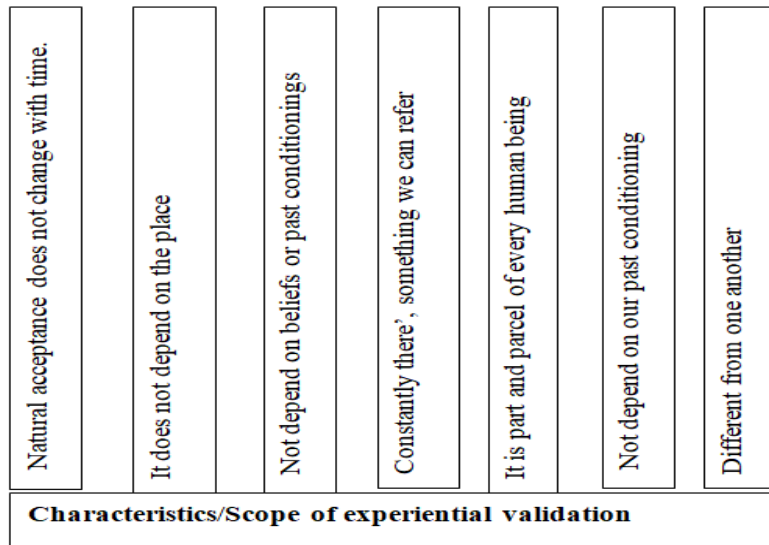 Natural acceptance does not change with time.
It does not depend on the place
Not depend on beliefs or past conditionings
Constantly there’, something we can refer
It is part and parcel of every human being
Not depend on our past conditioning
Different from one another
Characteristics/Scope of experiential validation